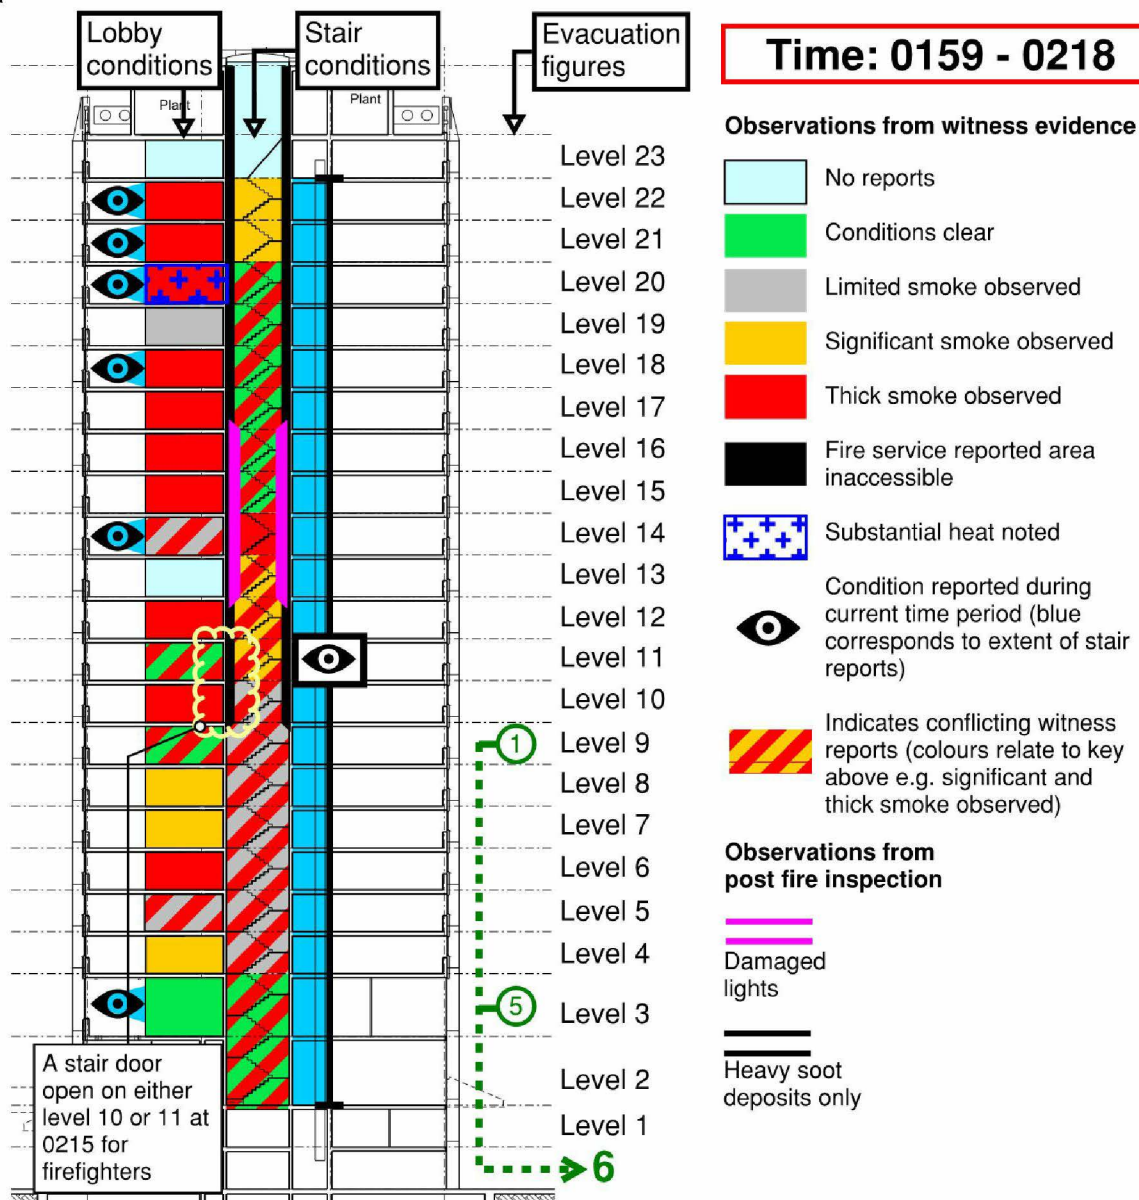 Lobby
conditions
Stair
conditions
Evacuation
figures
Time: 0159 - 0218
Plant
Plant
Observations from witness evidence
No reports
Conditions clear
Limited smoke observed
Significant smoke observed
Thick smoke observed
Fire service reported area
inaccessible
Substantial heat noted
Condition reported during
current time period (blue
corresponds to extent of stair
reports)
Indicates conflicting witness
reports (colours relate to key
above e.g. significant and
thick smoke observed)
Observations from
post fire inspection
Damaged
lights
Heavy soot
deposits only
Level 23
Level 22
Level 21
Level 20
Level 19
Level 18
Level 17
Level 16
Level 15
Level 14
Level 13
Level 12
Level 11
Level 10
1
Level 9
Level 8
Level 7
Level 6
Level 5
Level 4
5
Level 3
Level 2
Level 1
6
A stair door
open on either
level 10 or 11 at
0215 for
firefighters